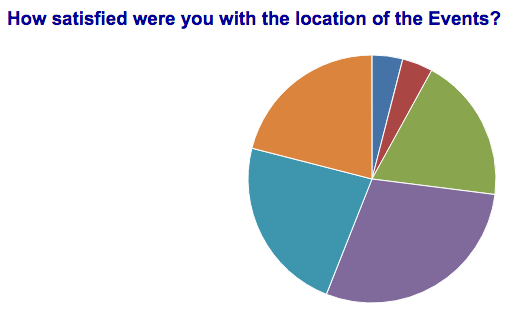 How satisfied were you with the location of the Events?